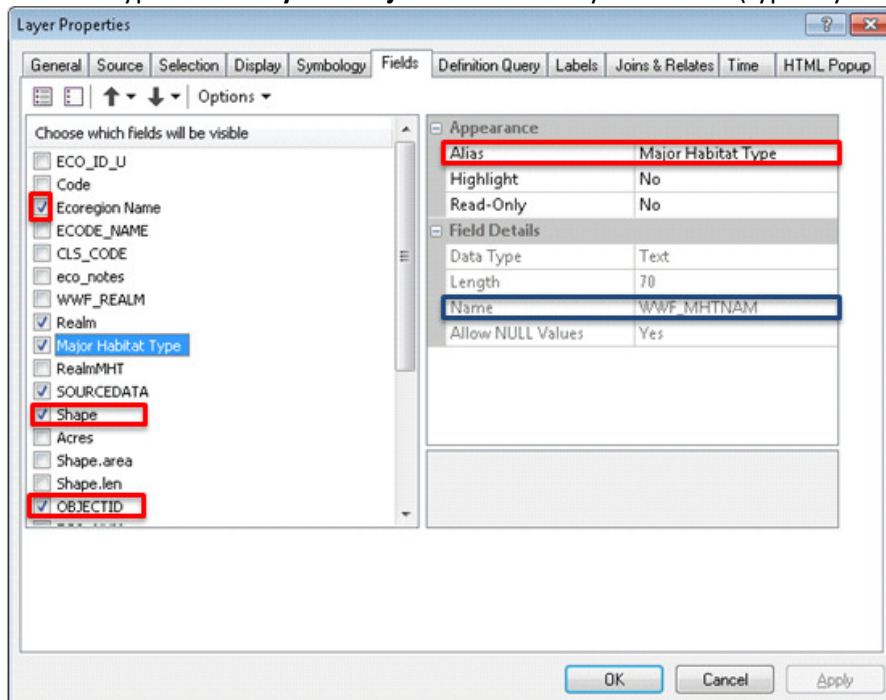 Layer Properties
General Source Selection Display Symbology Fields Definition Query Labels Joins & Relates Time HTML Popup
Options
Choose which fields will be visible
ECO_ID_U
Code
Ecoregion Name
ECODE_NAME
CLS_CODE
eco_notes
WWF_REALM
Realm
Major Habitat Type
RealmMHT
SOURCEDATA
Shape
Acres
Shape.area
Shape.len
OBJECTID
Appearance
Alias Major Habitat Type
Highlight No
Read-Only No
Field Details
Data Type Text
Length 70
Name WWF_MHTNAM
Allow NULL Values Yes
OK Cancel Apply